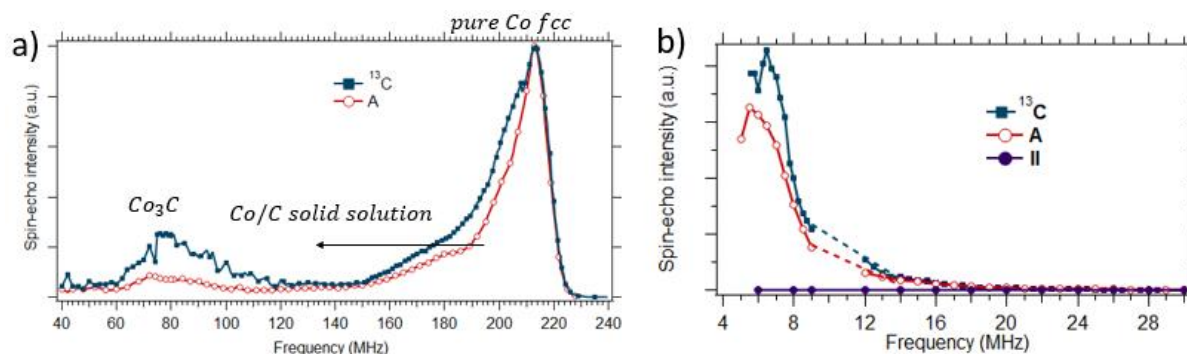 a)
pure Co fcc
¹³C
A
Co₃C
Co/C solid solution
Spin-echo intensity (a.u.)
40 60 80 100 120 140 160 180 200 220 240
Frequency (MHz)
b)
¹³C
A
II
Spin-echo intensity (a.u.)
4 8 12 16 20 24 28
Frequency (MHz)